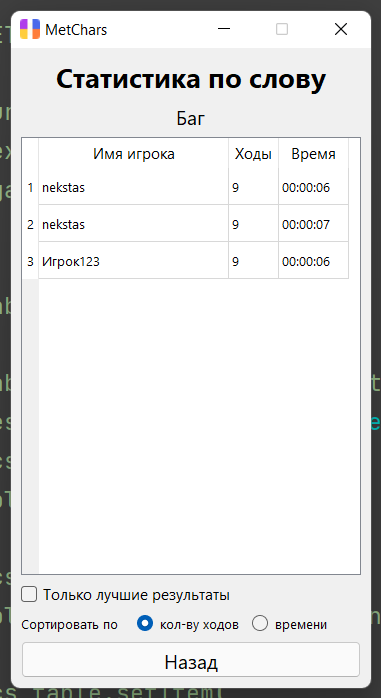 MetChars
Статистика по слову
Баг
Имя игрока Ходы Время
1 nekstas 9 00:00:06
2 nekstas 9 00:00:07
3 Игрок123 9 00:00:06
Только лучшие результаты
Сортировать по кол-ву ходов времени
Назад